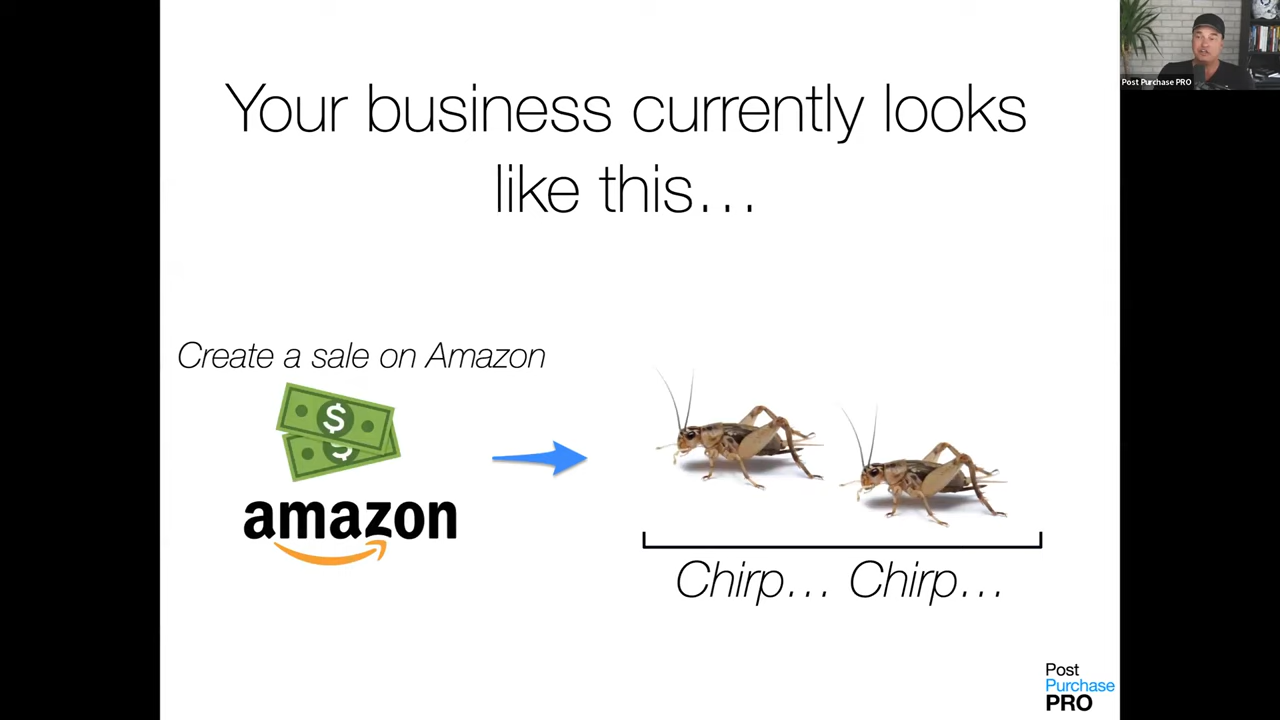 Your business currently looks
like this…
Create a sale on Amazon
$
$
amazon
Chirp… Chirp…
Post
Purchase
PRO
Post Purchase PRO